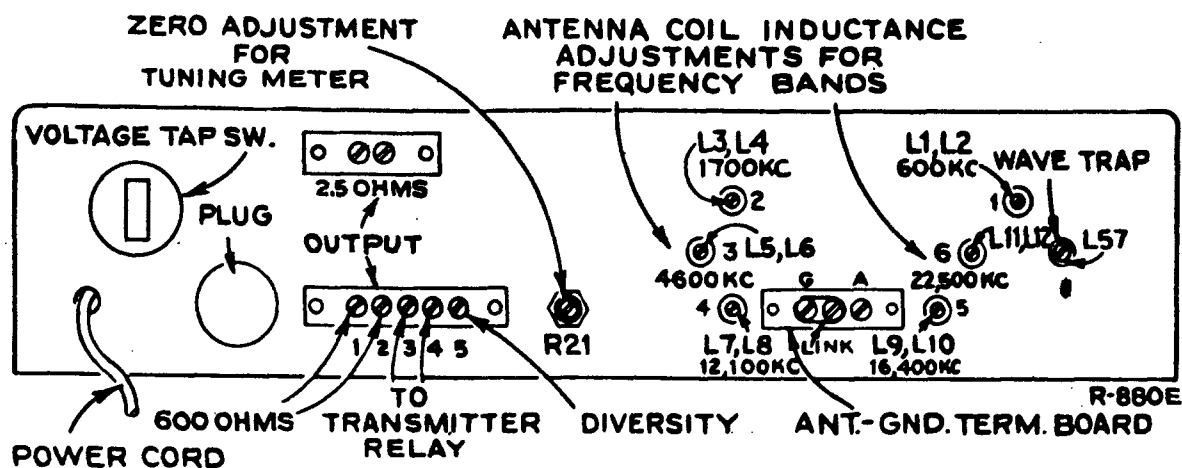 ZERO ADJUSTMENT
FOR
TUNING METER
ANTENNA COIL INDUCTANCE
ADJUSTMENTS FOR
FREQUENCY BANDS
VOLTAGE TAP SW.
2.5 OHMS
PLUG
OUTPUT
1 2 3 4 5
R21
L3, L4
1700KC
2
3 L5, L6
4600 KC
4
L7, L8
12,100KC
G A
LINK
L1, L2
600KC
1
WAVE TRAP
6 L11, L12
22,500KC
L57
5
L9, L10
16,400KC
R-880E
POWER CORD
600 OHMS
TO
TRANSMITTER
RELAY
DIVERSITY
ANT.-GND. TERM. BOARD